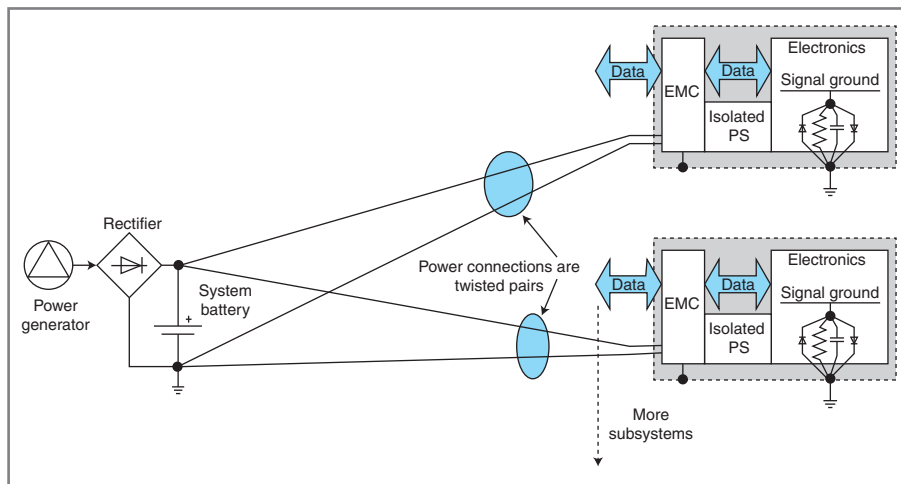 Electronics
Data
Data
EMC
Signal ground
Isolated
PS
Rectifier
Power
generator
System
battery
+
Power connections are
twisted pairs
Electronics
Data
Data
EMC
Signal ground
Isolated
PS
More
subsystems